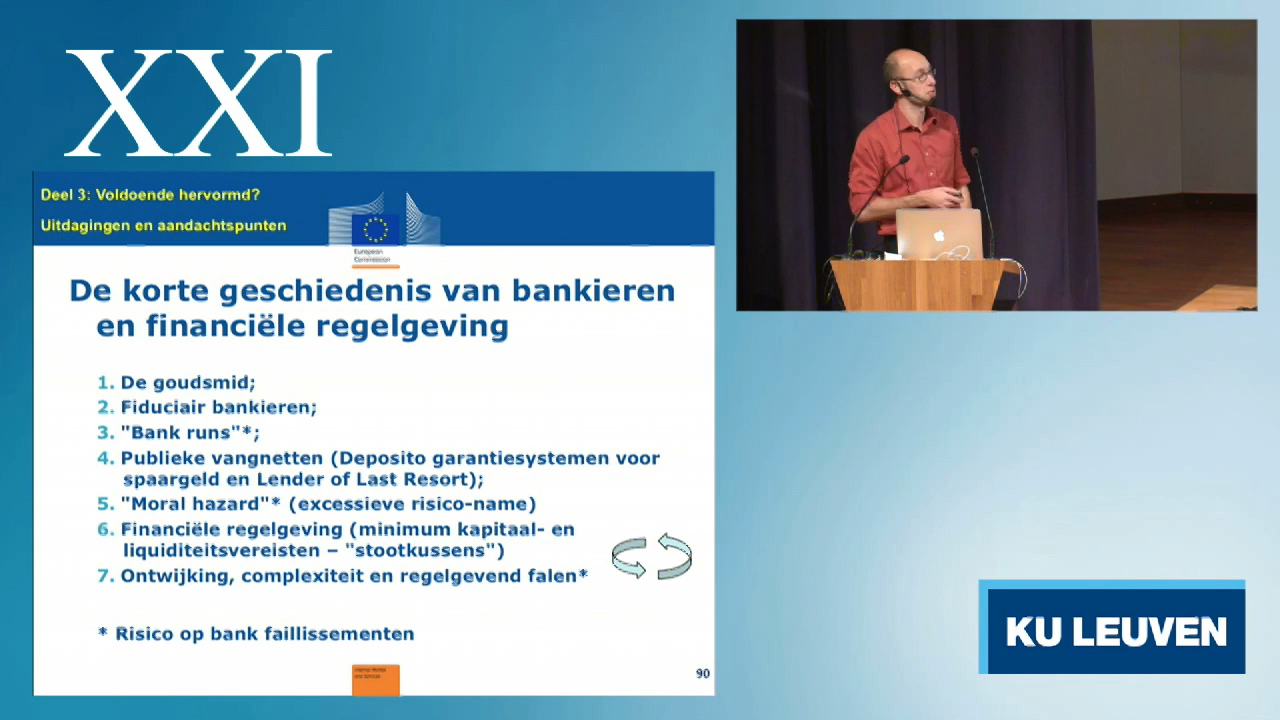 XXI
Deel 3: Voldoende hervormd?
Uitdagingen en aandachtspunten
European
Commission
De korte geschiedenis van bankieren
en financiële regelgeving
1. De goudsmid;
2. Fiduciair bankieren;
3. "Bank runs"*;
4. Publieke vangnetten (Deposito garantiesystemen voor
spaargeld en Lender of Last Resort);
5. "Moral hazard"* (excessieve risico-name)
6. Financiële regelgeving (minimum kapitaal- en
liquiditeitsvereisten – "stootkussens")
7. Ontwijking, complexiteit en regelgevend falen*
* Risico op bank faillissementen
90
KU LEUVEN